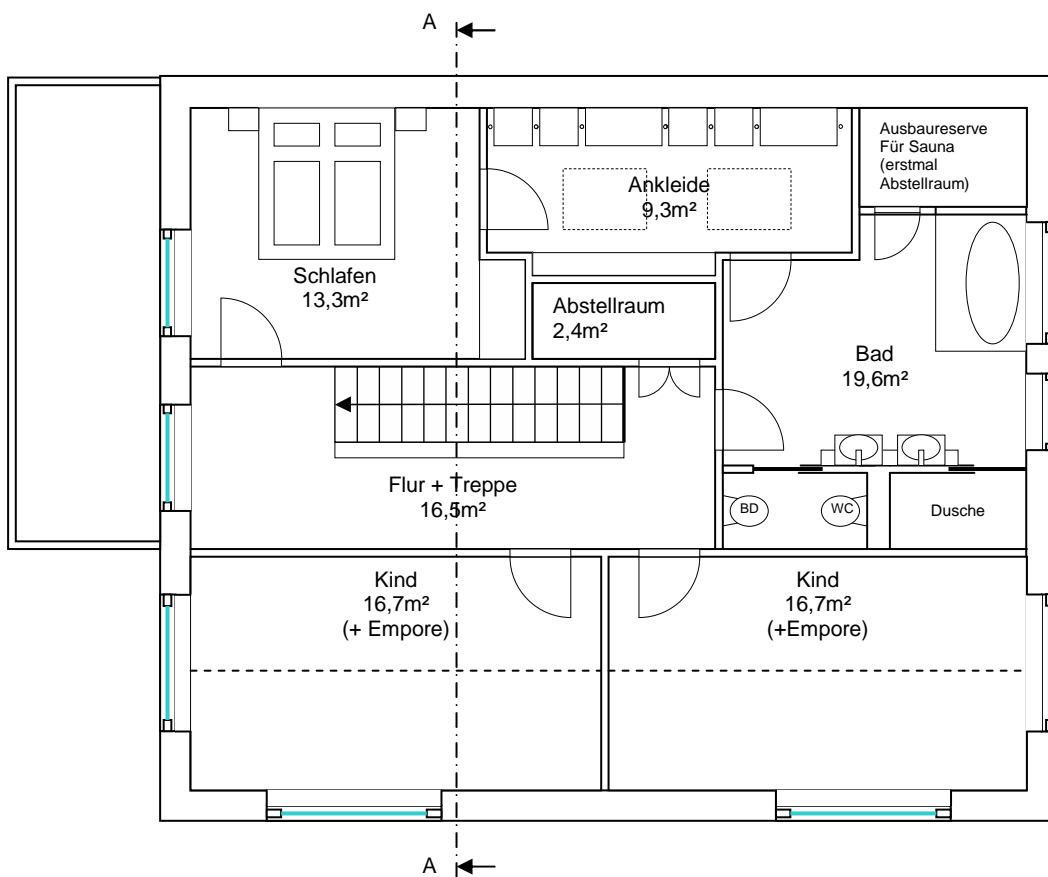 A
Ausbaureserve
Für Sauna
(erstmal
Abstellraum)
Ankleide
9,3m²
Schlafen
13,3m²
Abstellraum
2,4m²
Bad
19,6m²
Flur + Treppe
16,5m²
BD
WC
Dusche
Kind
16,7m²
(+ Empore)
Kind
16,7m²
(+Empore)
A